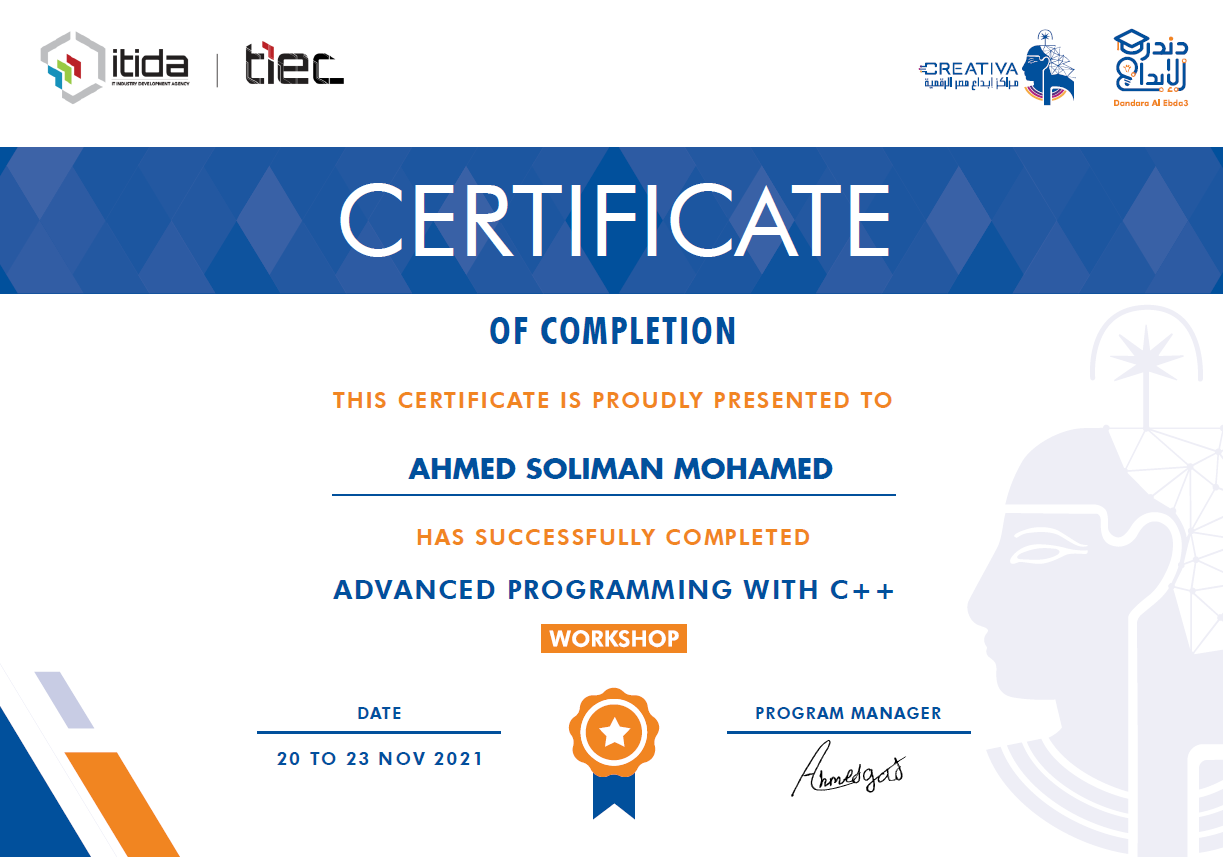 itida
IT INDUSTRY DEVELOPMENT AGENCY
tiec
CREATIVA
مراكز إبداع مصر الرقمية
دندرة
الإبداع
Dandara Al Ebda3
CERTIFICATE
OF COMPLETION
THIS CERTIFICATE IS PROUDLY PRESENTED TO
AHMED SOLIMAN MOHAMED
HAS SUCCESSFULLY COMPLETED
ADVANCED PROGRAMMING WITH C++
WORKSHOP
DATE
20 TO 23 NOV 2021
PROGRAM MANAGER